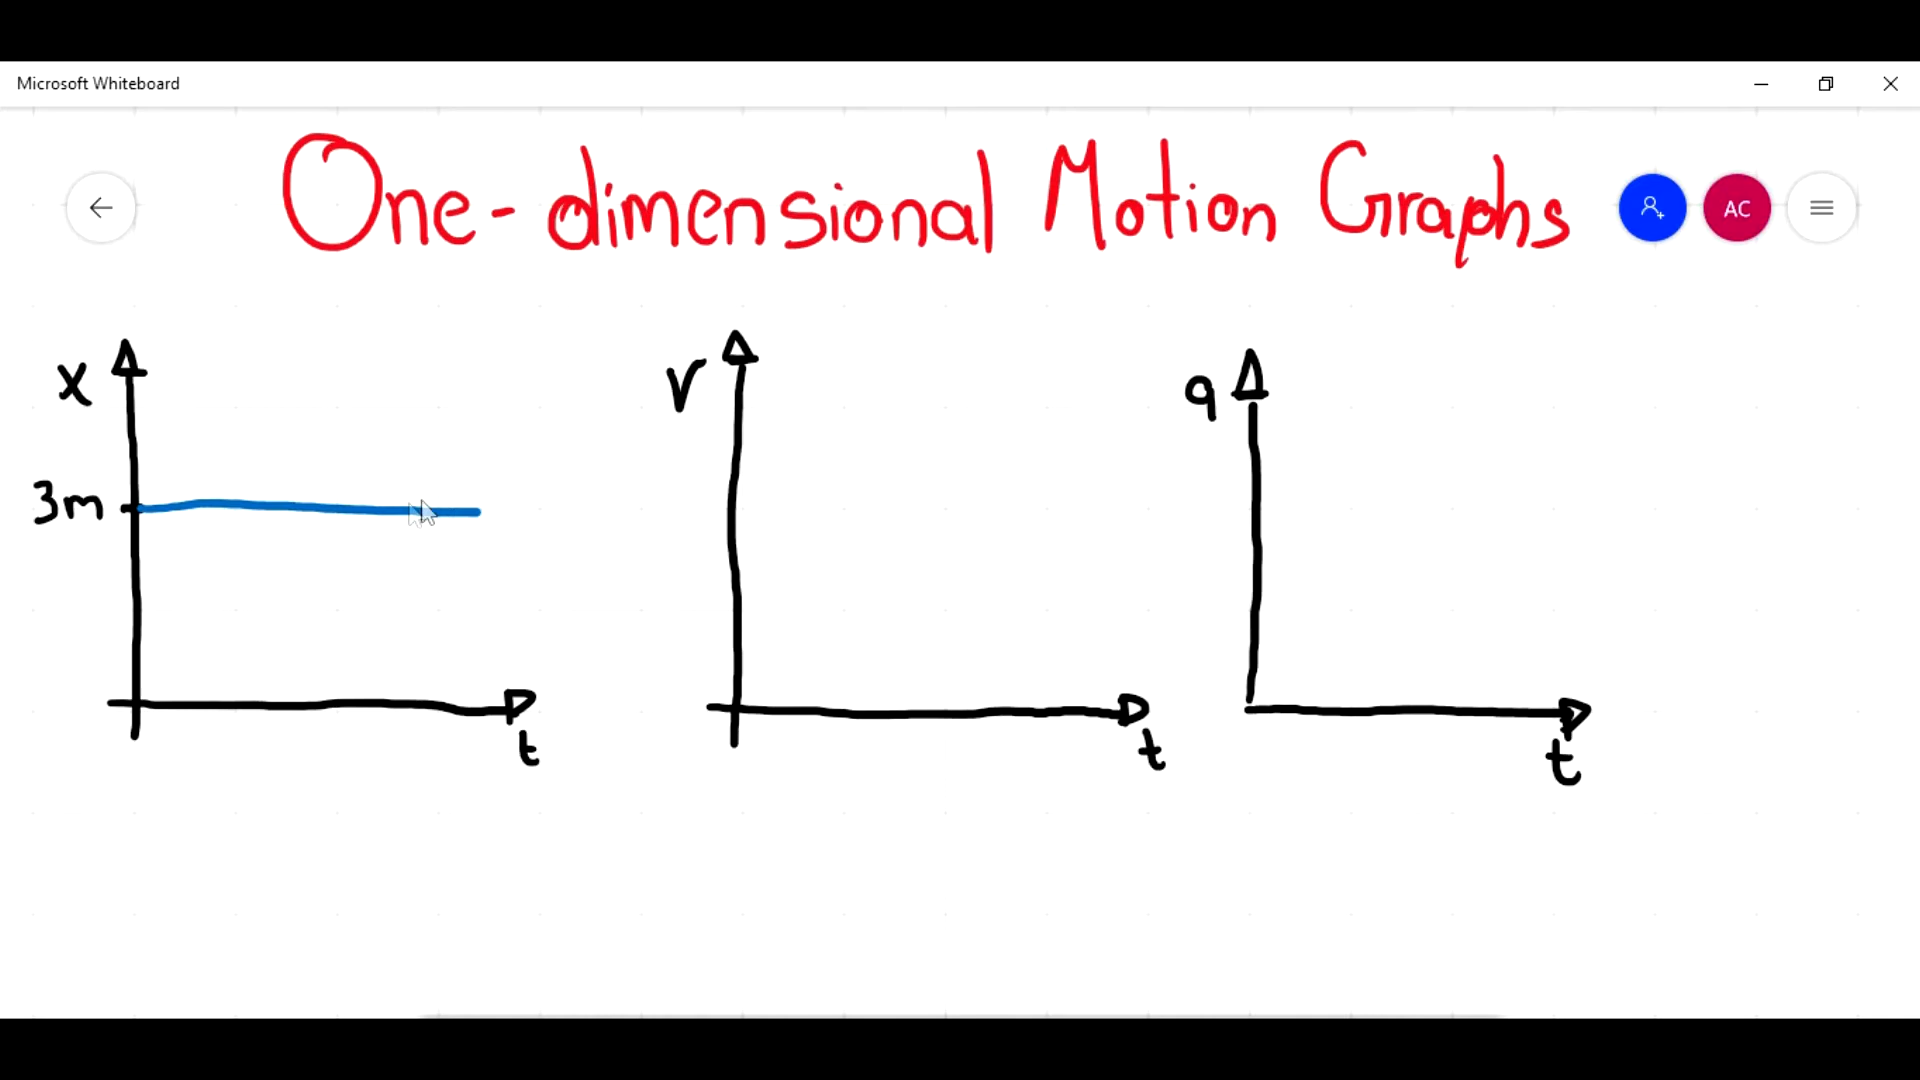 Microsoft Whiteboard
One-dimensional Motion Graphs
AC
x
v
a
3m
t
t
t